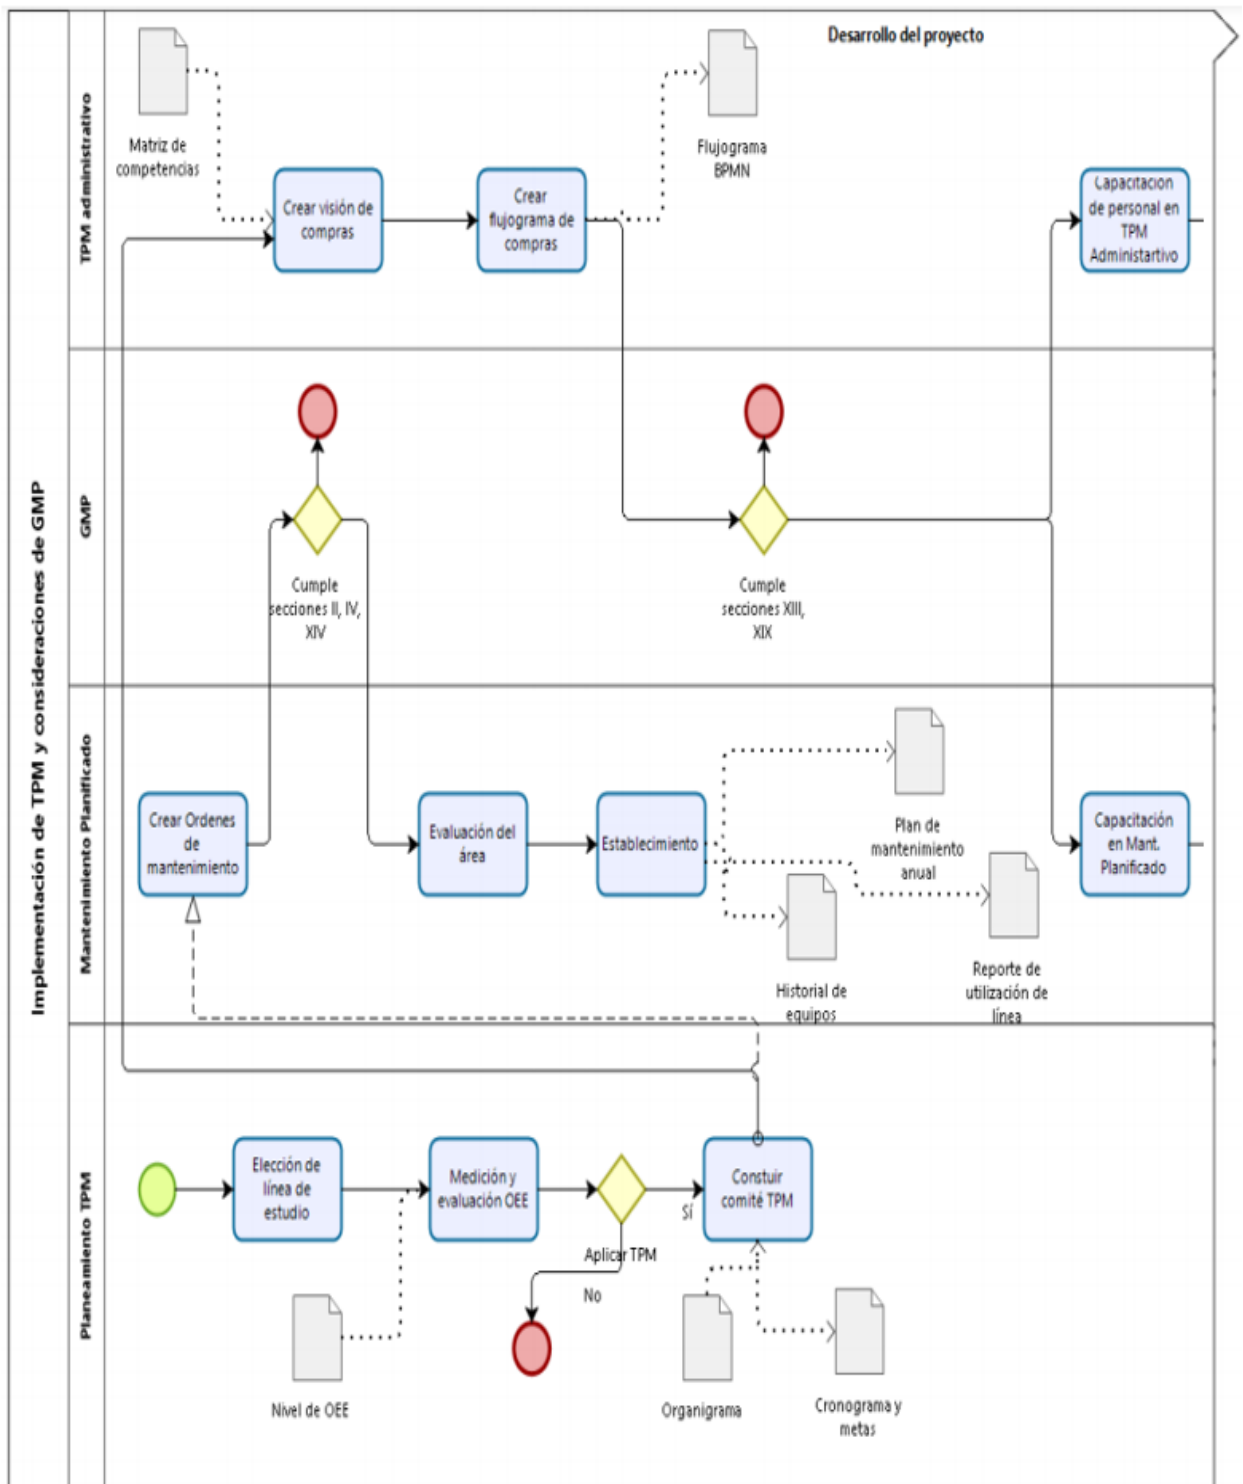 Desarrollo del proyecto
Implementación de TPM y consideraciones de GMP
TPM administrativo
Matriz de
competencias
Crear visión de
compras
Crear
flujograma de
compras
Flujograma
BPMN
Capacitación
de personal en
TPM
Administartivo
GMP
Cumple
secciones II, IV,
XIV
Cumple
secciones XIII,
XIX
Mantenimiento Planificado
Crear Ordenes
de
mantenimiento
Evaluación del
área
Establecimiento
Plan de
mantenimiento
anual
Historial de
equipos
Reporte de
utilización de
línea
Capacitación
en Mant.
Planificado
Planeamiento TPM
Elección de
línea de
estudio
Medición y
evaluación OEE
Aplicar TPM
Sí
No
Constuir
comité TPM
Nivel de OEE
Organigrama
Cronograma y
metas